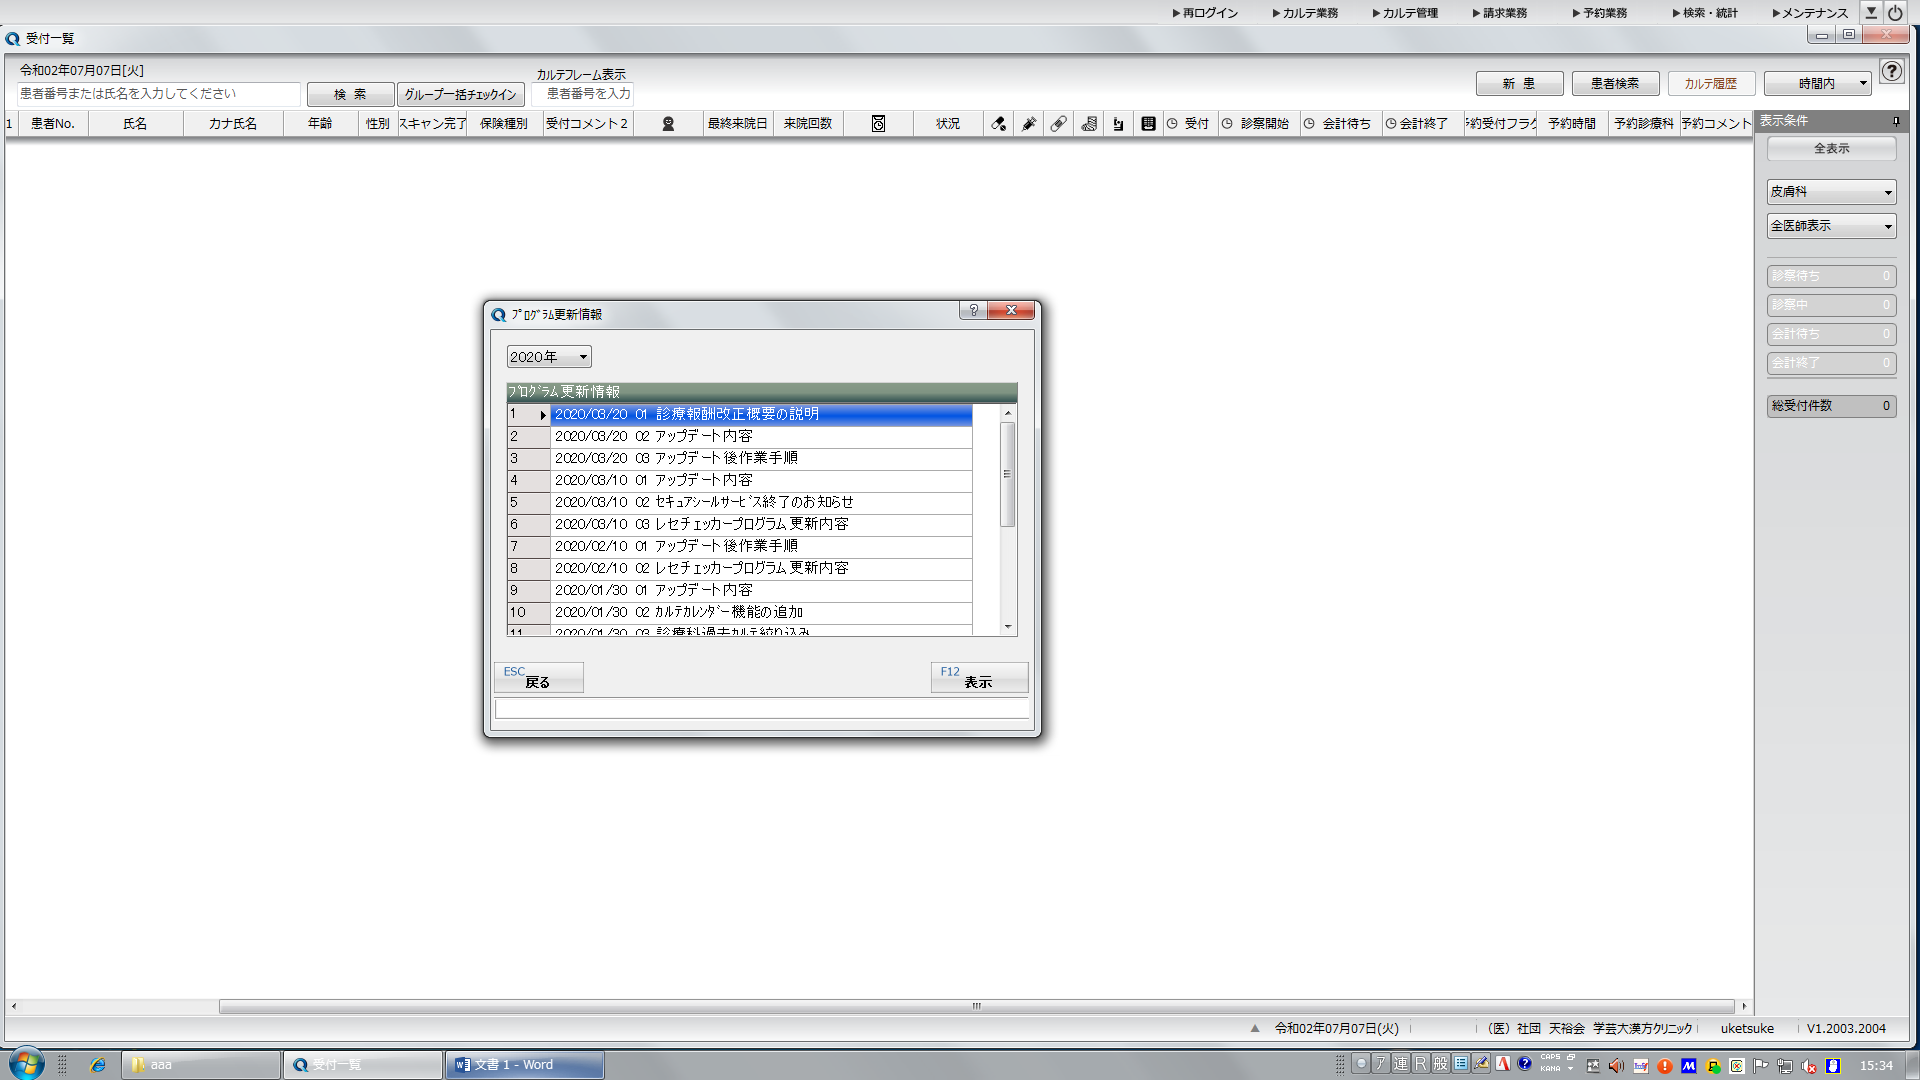 ▶再ログイン ▶カルテ業務 ▶カルテ管理 ▶請求業務 ▶予約業務 ▶検索・統計 ▶メンテナンス
受付一覧
令和02年07月07日[火]
カルテフレーム表示
患者番号または氏名を入力してください 検 索 グループ一括チェックイン 患者番号を入力
新 患 患者検索 カルテ履歴 時間内 ?
1 患者No. 氏名 カナ氏名 年齢 性別 スキャン完了 保険種別 受付コメント2 最終来院日 来院回数 状況 受付 診察開始 会計待ち 会計終了 予約受付フラグ 予約時間 予約診療科 予約コメント
表示条件
全表示
皮膚科
全医師表示
診察待ち 0
診察中 0
会計待ち 0
会計終了 0
総受付件数 0
ﾌﾟﾛｸﾞﾗﾑ更新情報
2020年
ﾌﾟﾛｸﾞﾗﾑ更新情報
1 2020/03/20 01 診療報酬改正概要の説明
2 2020/03/20 02 アップデート内容
3 2020/03/20 03 アップデート後作業手順
4 2020/03/10 01 アップデート内容
5 2020/03/10 02 ｾｷｭｱｼｰﾙｻｰﾋﾞｽ終了のお知らせ
6 2020/03/10 03 レセチェッカープログラム更新内容
7 2020/02/10 01 アップデート後作業手順
8 2020/02/10 02 レセチェッカープログラム更新内容
9 2020/01/30 01 アップデート内容
10 2020/01/30 02 ｶﾙﾃｶﾚﾝﾀﾞｰ機能の追加
11 2020/01/30 03 診療科過去ｶﾙﾃ絞り込み
ESC 戻る
F12 表示
▲ 令和02年07月07日(火) （医）社団 天裕会 学芸大漢方クリニック uketsuke V1.2003.2004
aaa 受付一覧 文書 1 - Word
ア 連 R 般 CAPS KANA 15:34